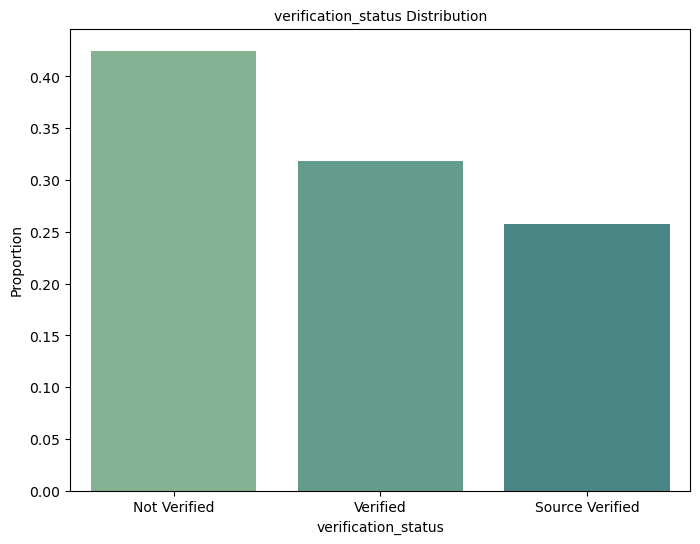 verification_status Distribution
Proportion
0.40
0.35
0.30
0.25
0.20
0.15
0.10
0.05
0.00
Not Verified
Verified
Source Verified
verification_status